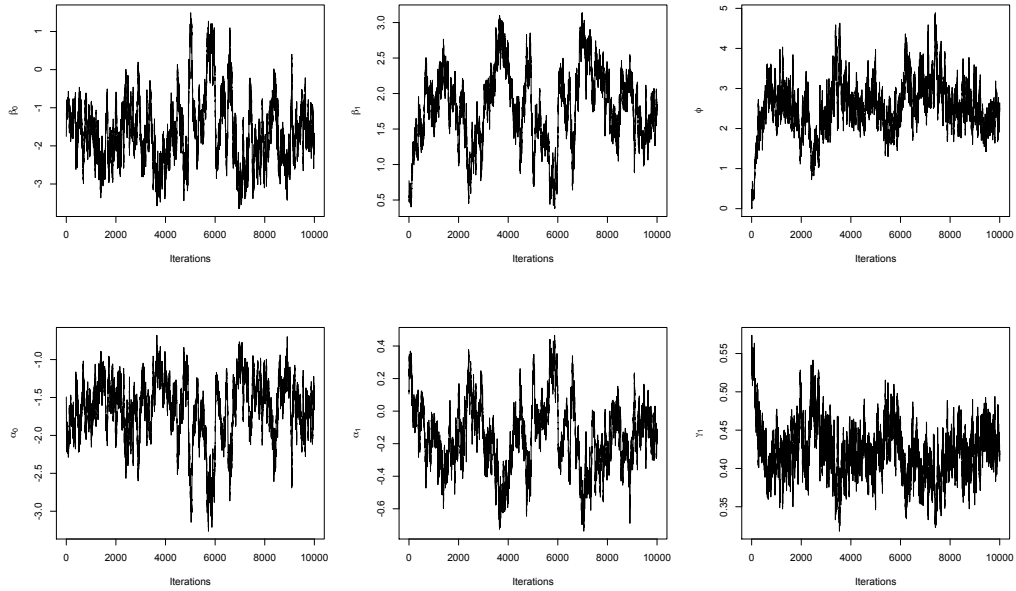 β0
-3 -2 -1 0 1
0 2000 4000 6000 8000 10000
Iterations
β1
0.5 1.0 1.5 2.0 2.5 3.0
0 2000 4000 6000 8000 10000
Iterations
ϕ
0 1 2 3 4 5
0 2000 4000 6000 8000 10000
Iterations
α0
-3.0 -2.5 -2.0 -1.5 -1.0
0 2000 4000 6000 8000 10000
Iterations
α1
-0.6 -0.4 -0.2 0.0 0.2 0.4
0 2000 4000 6000 8000 10000
Iterations
γ1
0.35 0.40 0.45 0.50 0.55
0 2000 4000 6000 8000 10000
Iterations